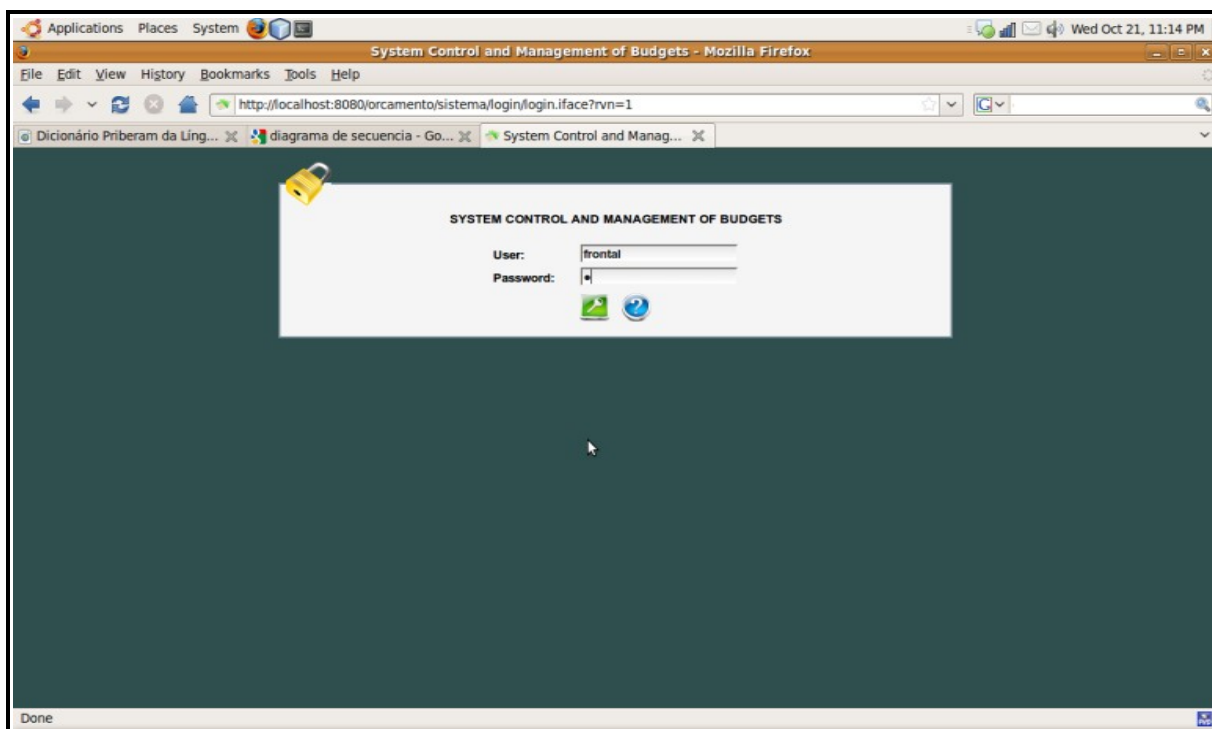 Applications Places System Wed Oct 21, 11:14 PM
System Control and Management of Budgets - Mozilla Firefox
File Edit View History Bookmarks Tools Help
http://localhost:8080/orcamento/sistema/login/login.iface?rvn=1 G
Dicionário Priberam da Líng... diagrama de secuencia - Go... System Control and Manag...
SYSTEM CONTROL AND MANAGEMENT OF BUDGETS
User: frontal
Password: •
Done